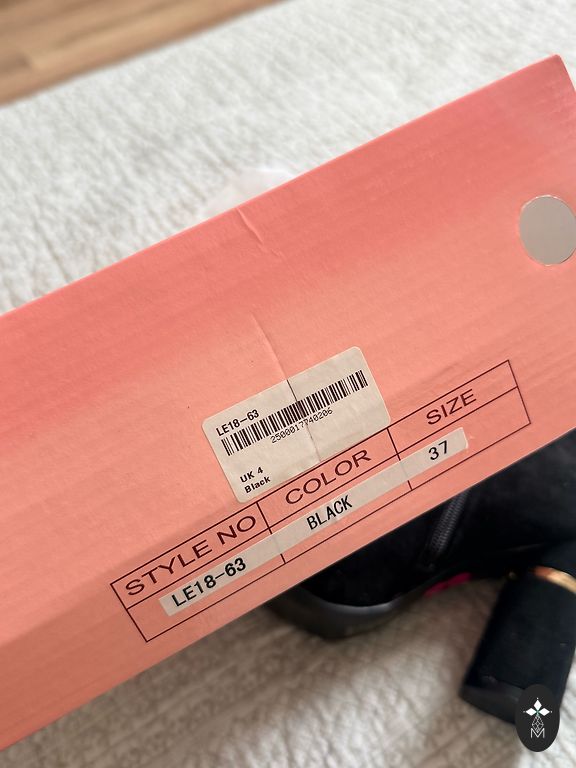 LE18-63
2500017740206
UK 4
Black
STYLE NO COLOR SIZE
LE18-63 BLACK 37